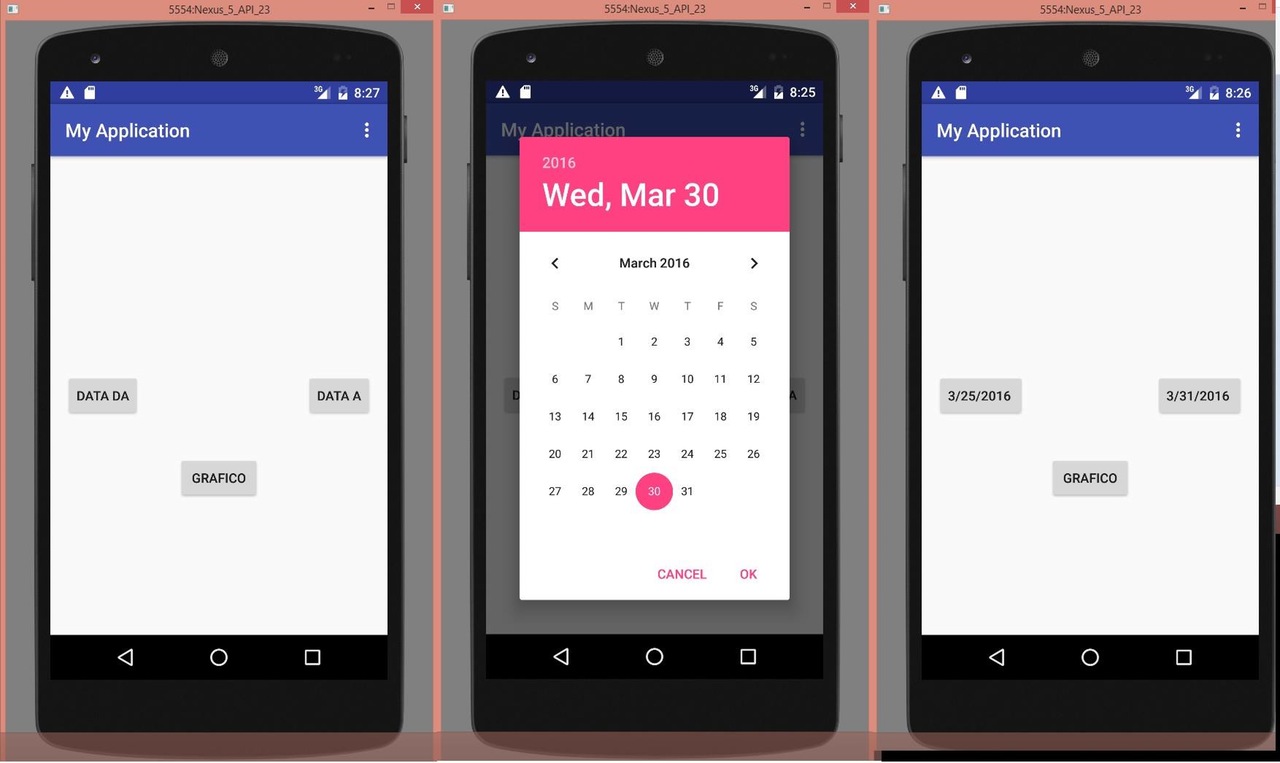 5554:Nexus_5_API_23
3G 8:27
My Application
DATA DA
DATA A
GRAFICO
5554:Nexus_5_API_23
3G 8:25
My Application
2016
Wed, Mar 30
March 2016
S M T W T F S
1 2 3 4 5
6 7 8 9 10 11 12
13 14 15 16 17 18 19
20 21 22 23 24 25 26
27 28 29 30 31
D
A
CANCEL OK
5554:Nexus_5_API_23
3G 8:26
My Application
3/25/2016
3/31/2016
GRAFICO